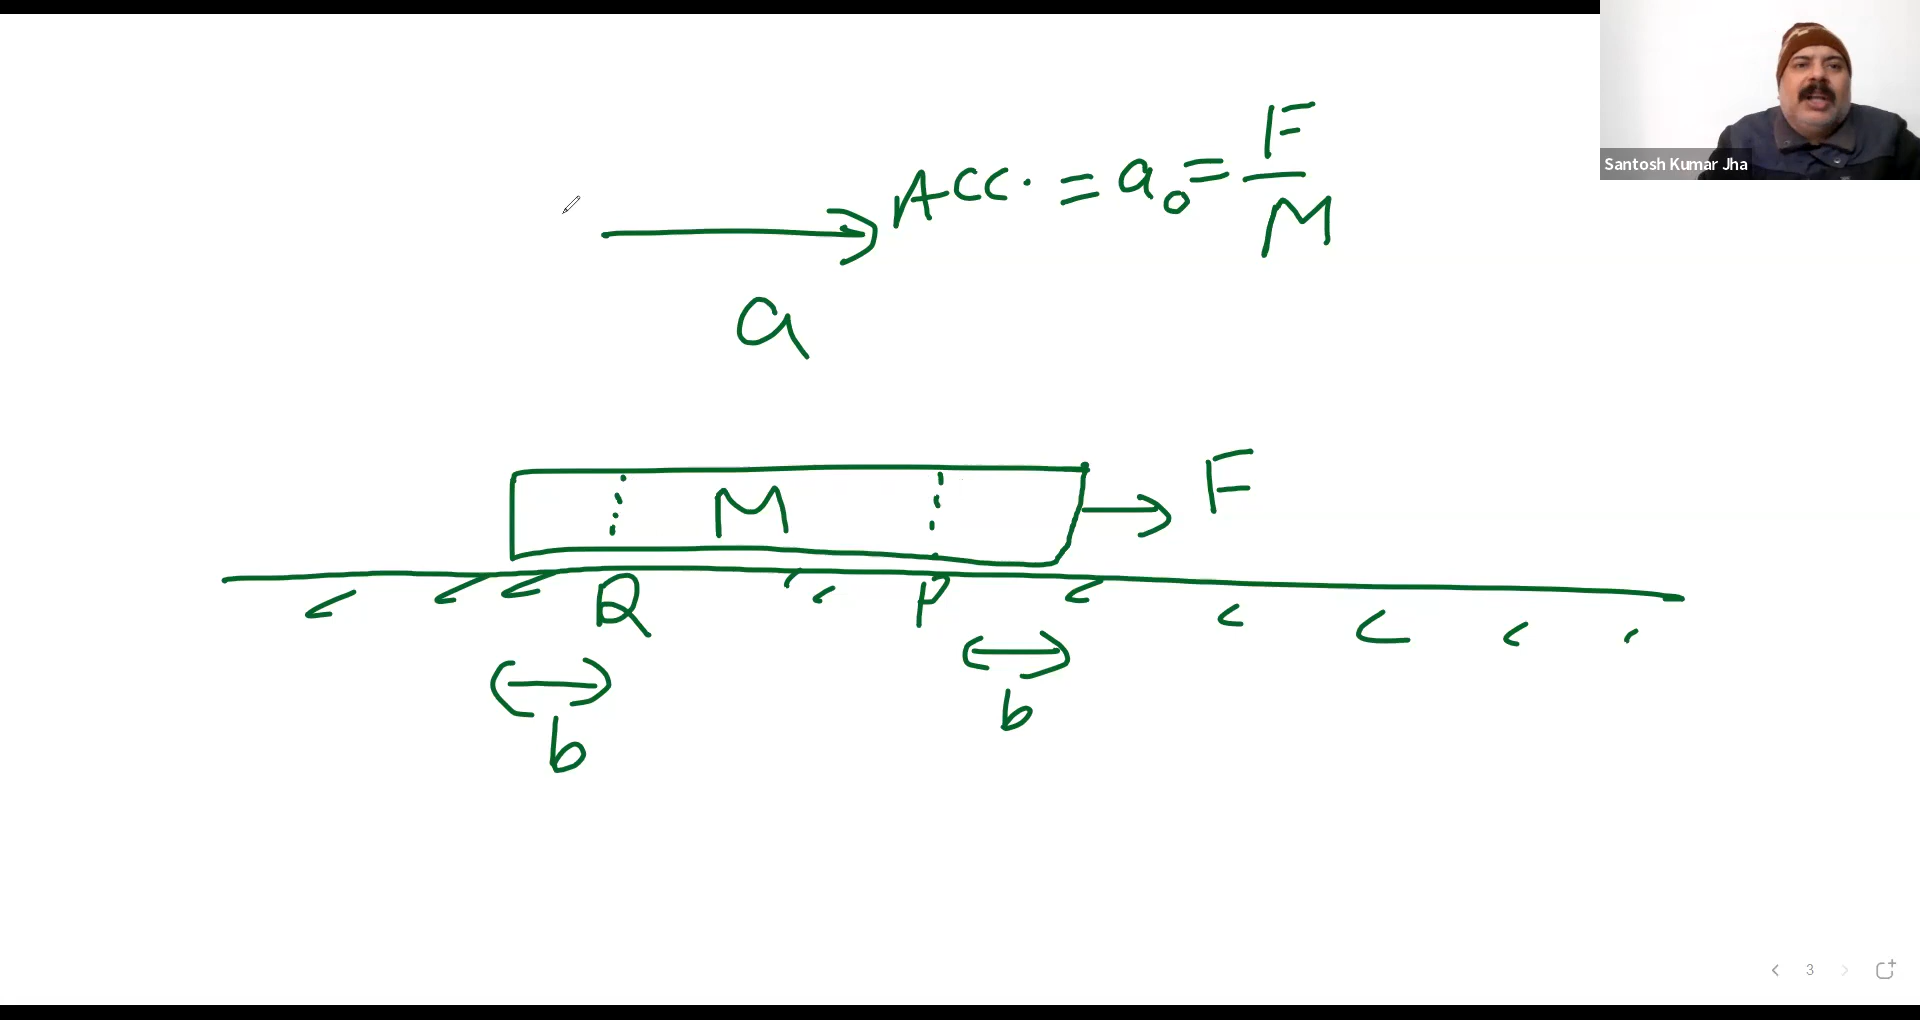 Santosh Kumar Jha
Acc. = a₀ = F/M
a
M
F
Q
P
b
b
3